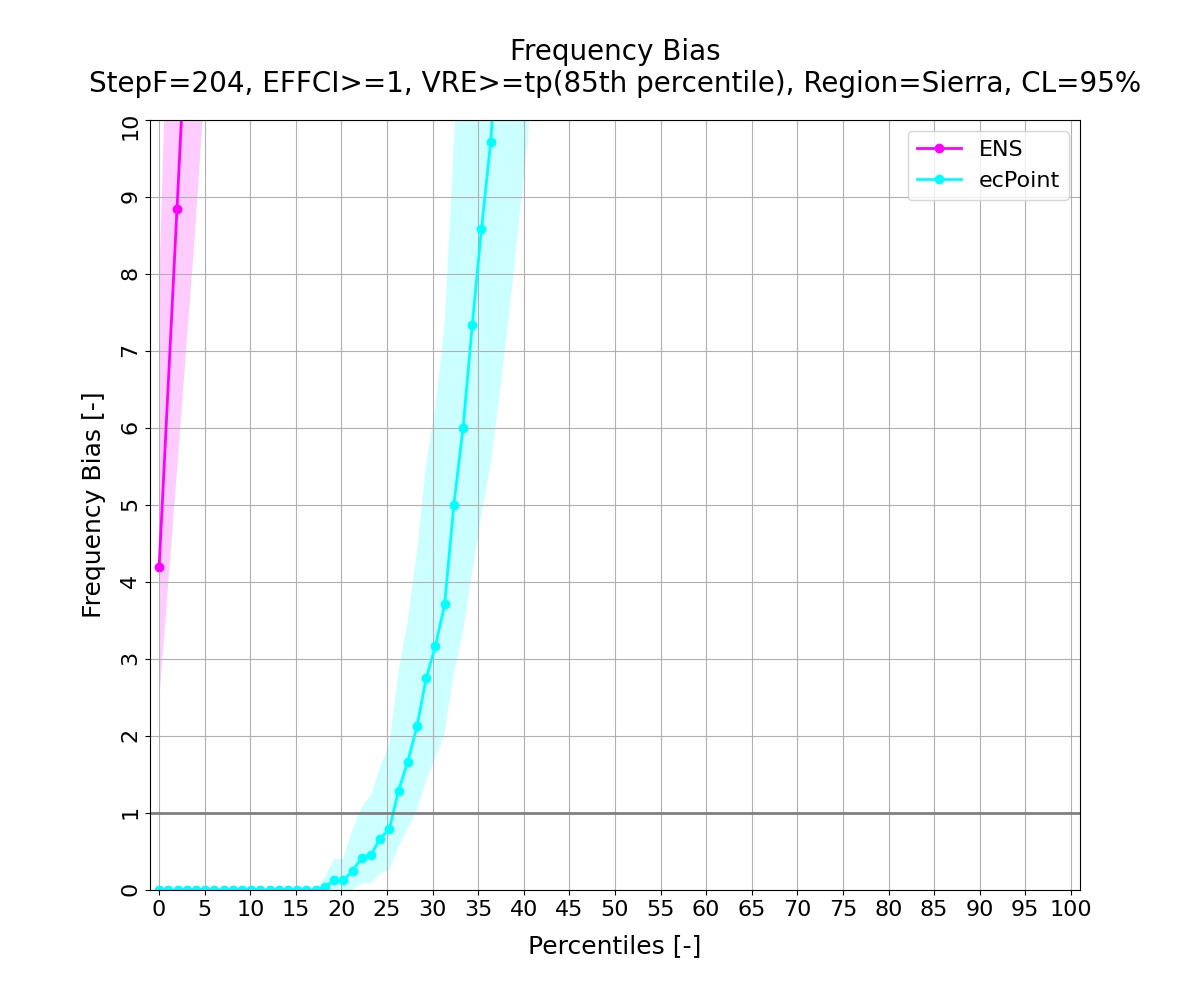 Frequency Bias
StepF=204, EFFCI>=1, VRE>=tp(85th percentile), Region=Sierra, CL=95%
ENS
ecPoint
10
9
8
7
6
5
4
3
2
1
0
Frequency Bias [-]
0 5 10 15 20 25 30 35 40 45 50 55 60 65 70 75 80 85 90 95 100
Percentiles [-]